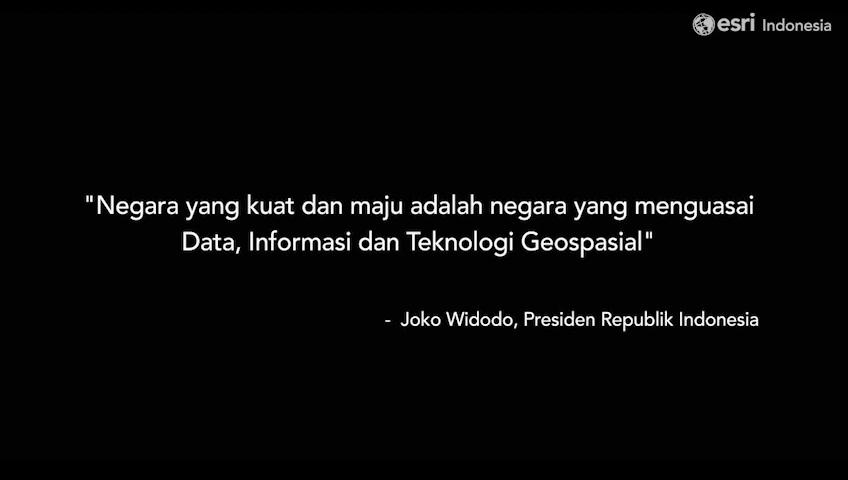 esri Indonesia
"Negara yang kuat dan maju adalah negara yang menguasai
Data, Informasi dan Teknologi Geospasial"
- Joko Widodo, Presiden Republik Indonesia